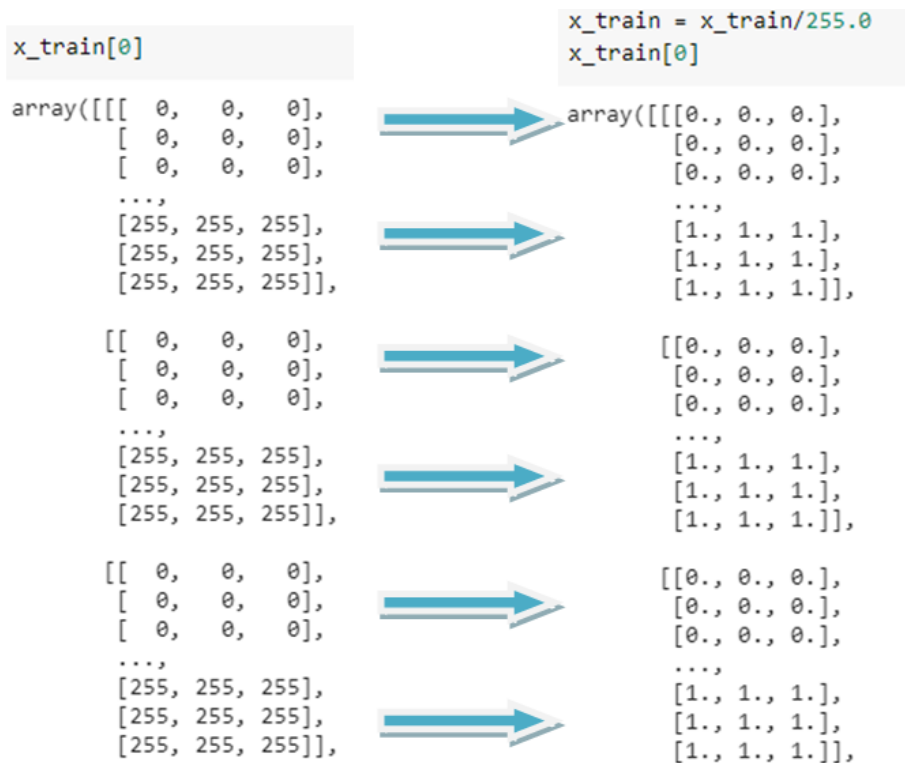 x_train[0]
array([[[  0,   0,   0],
[  0,   0,   0],
[  0,   0,   0],
...,
[255, 255, 255],
[255, 255, 255],
[255, 255, 255]],
[[  0,   0,   0],
[  0,   0,   0],
[  0,   0,   0],
...,
[255, 255, 255],
[255, 255, 255],
[255, 255, 255]],
[[  0,   0,   0],
[  0,   0,   0],
[  0,   0,   0],
...,
[255, 255, 255],
[255, 255, 255],
[255, 255, 255]],
x_train = x_train/255.0
x_train[0]
array([[[0., 0., 0.],
[0., 0., 0.],
[0., 0., 0.],
...,
[1., 1., 1.],
[1., 1., 1.],
[1., 1., 1.]],
[[0., 0., 0.],
[0., 0., 0.],
[0., 0., 0.],
...,
[1., 1., 1.],
[1., 1., 1.],
[1., 1., 1.]],
[[0., 0., 0.],
[0., 0., 0.],
[0., 0., 0.],
...,
[1., 1., 1.],
[1., 1., 1.],
[1., 1., 1.]],